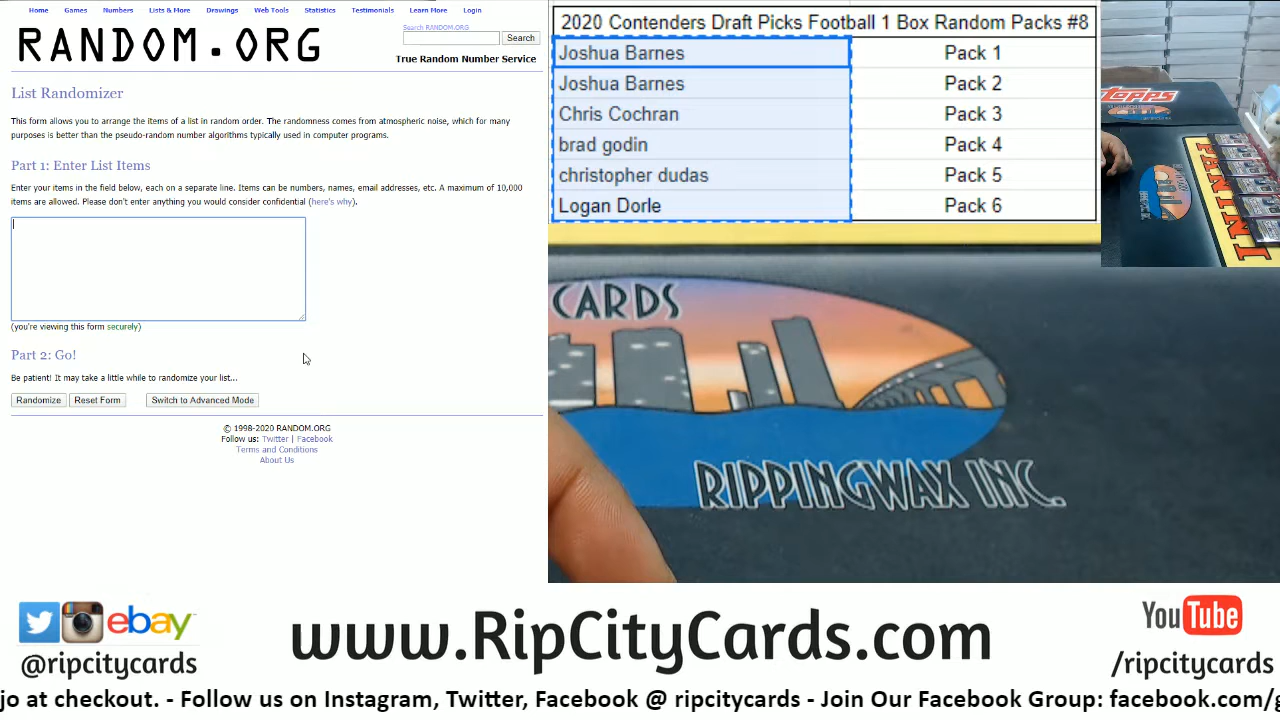 Home Games Numbers Lists & More Drawings Web Tools Statistics Testimonials Learn More Login
RANDOM.ORG
Search RANDOM.ORG
Search
True Random Number Service
List Randomizer
This form allows you to arrange the items of a list in random order. The randomness comes from atmospheric noise, which for many
purposes is better than the pseudo-random number algorithms typically used in computer programs.
Part 1: Enter List Items
Enter your items in the field below, each on a separate line. Items can be numbers, names, email addresses, etc. A maximum of 10,000
items are allowed. Please don't enter anything you would consider confidential (here's why).
(you're viewing this form securely)
Part 2: Go!
Be patient! It may take a little while to randomize your list...
Randomize Reset Form Switch to Advanced Mode
© 1998-2020 RANDOM.ORG
Follow us: Twitter | Facebook
Terms and Conditions
About Us
2020 Contenders Draft Picks Football 1 Box Random Packs #8
Joshua Barnes Pack 1
Joshua Barnes Pack 2
Chris Cochran Pack 3
brad godin Pack 4
christopher dudas Pack 5
Logan Dorle Pack 6
Topps
PANINI
CARDS
RIPPINGWAX INC.
ebay
@ripcitycards
www.RipCityCards.com
YouTube
/ripcitycards
jo at checkout. - Follow us on Instagram, Twitter, Facebook @ ripcitycards - Join Our Facebook Group: facebook.com/g